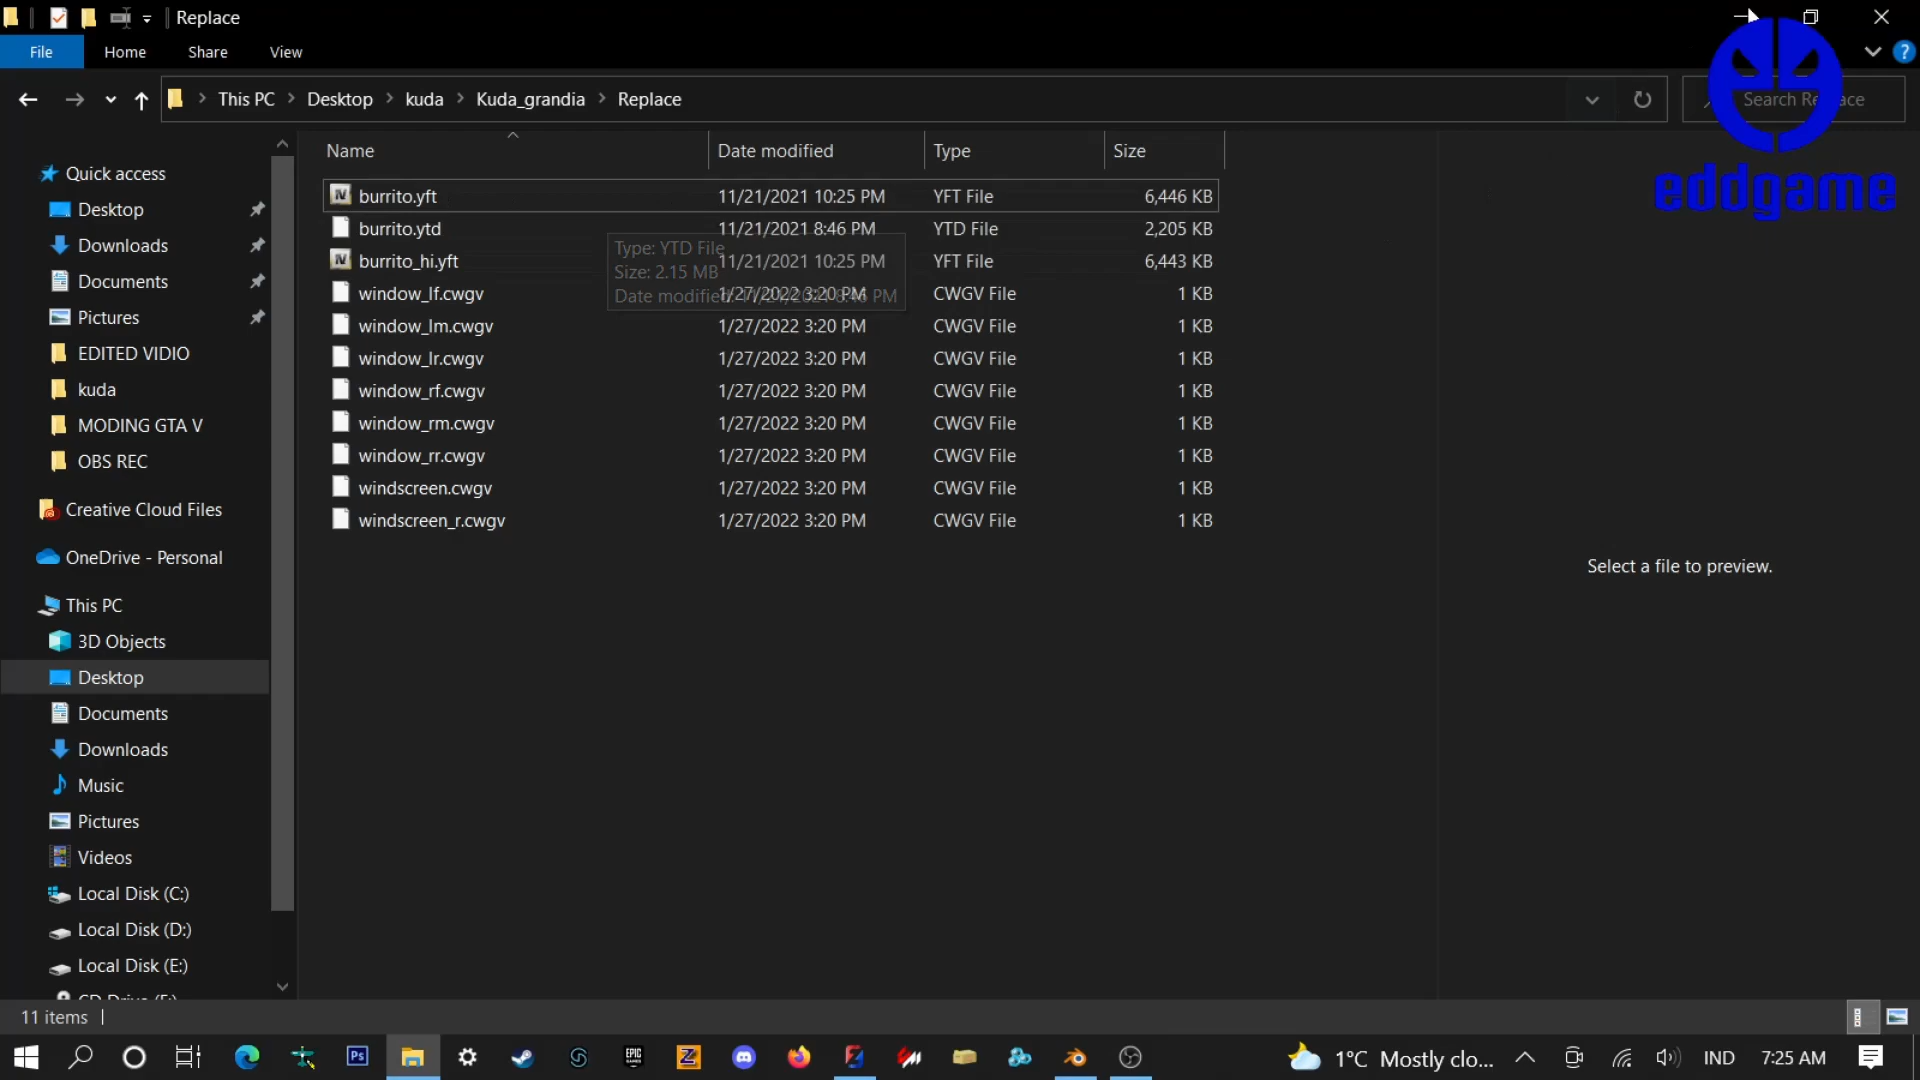 Replace
File Home Share View
This PC Desktop kuda Kuda_grandia Replace
eddgame
Name Date modified Type Size
burrito.yft 11/21/2021 10:25 PM YFT File 6,446 KB
burrito.ytd 11/21/2021 8:46 PM YTD File 2,205 KB
burrito_hi.yft 11/21/2021 10:25 PM YFT File 6,443 KB
window_lf.cwgv 1/27/2022 3:20 PM CWGV File 1 KB
window_lm.cwgv 1/27/2022 3:20 PM CWGV File 1 KB
window_lr.cwgv 1/27/2022 3:20 PM CWGV File 1 KB
window_rf.cwgv 1/27/2022 3:20 PM CWGV File 1 KB
window_rm.cwgv 1/27/2022 3:20 PM CWGV File 1 KB
window_rr.cwgv 1/27/2022 3:20 PM CWGV File 1 KB
windscreen.cwgv 1/27/2022 3:20 PM CWGV File 1 KB
windscreen_r.cwgv 1/27/2022 3:20 PM CWGV File 1 KB
Type: YTD File
Size: 2.15 MB
Date modified:
Quick access
Desktop
Downloads
Documents
Pictures
EDITED VIDIO
kuda
MODING GTA V
OBS REC
Creative Cloud Files
OneDrive - Personal
This PC
3D Objects
Desktop
Documents
Downloads
Music
Pictures
Videos
Local Disk (C:)
Local Disk (D:)
Local Disk (E:)
Select a file to preview.
11 items
Ps
EPIC GAMES
1°C Mostly clo... IND 7:25 AM